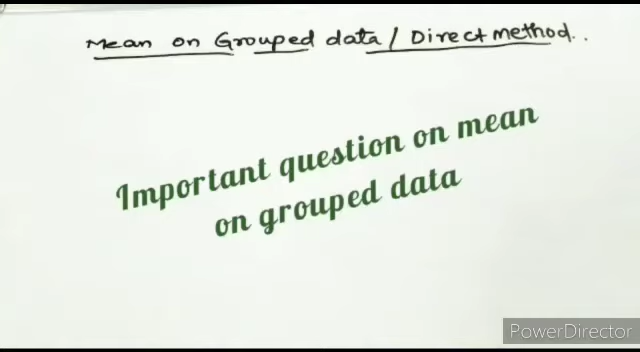 Mean on Grouped data / Direct method..
Important question on mean
on grouped data
PowerDirector